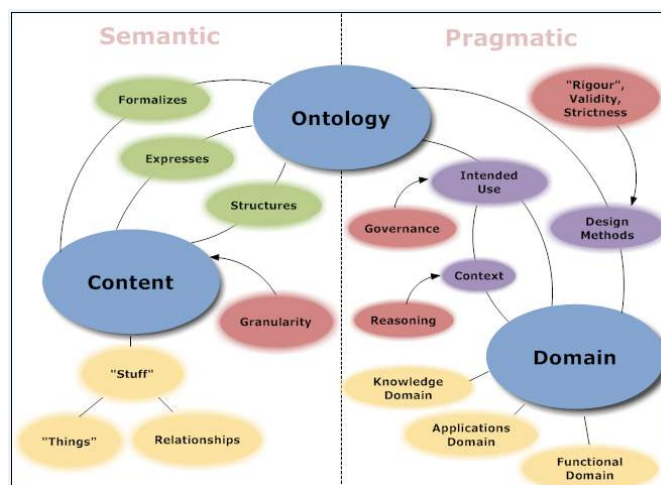 Semantic
Pragmatic
Formalizes
Ontology
"Rigour",
Validity,
Strictness
Expresses
Intended
Use
Structures
Governance
Design
Methods
Content
Context
Granularity
Reasoning
Domain
"Stuff"
Knowledge
Domain
"Things"
Relationships
Applications
Domain
Functional
Domain